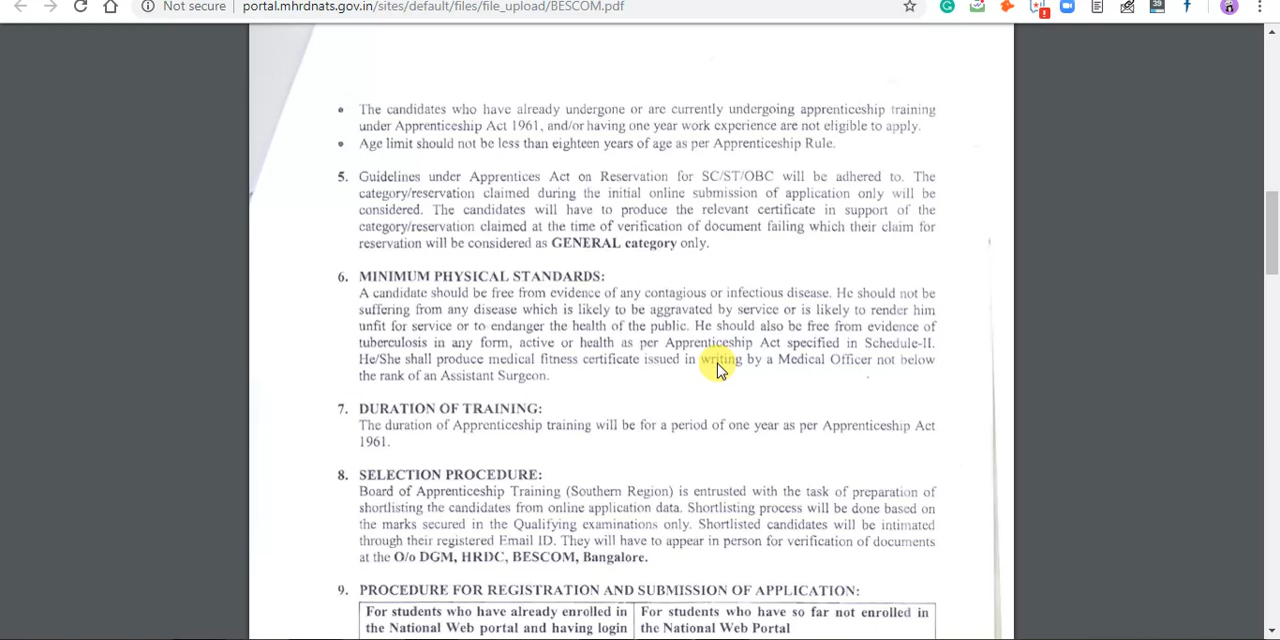 Not secure | portal.mhrdnats.gov.in/sites/default/files/file_upload/BESCOM.pdf
39
• The candidates who have already undergone or are currently undergoing apprenticeship training
under Apprenticeship Act 1961, and/or having one year work experience are not eligible to apply.
• Age limit should not be less than eighteen years of age as per Apprenticeship Rule.
5. Guidelines under Apprentices Act on Reservation for SC/ST/OBC will be adhered to. The
category/reservation claimed during the initial online submission of application only will be
considered. The candidates will have to produce the relevant certificate in support of the
category/reservation claimed at the time of verification of document failing which their claim for
reservation will be considered as GENERAL category only.
6. MINIMUM PHYSICAL STANDARDS:
A candidate should be free from evidence of any contagious or infectious disease. He should not be
suffering from any disease which is likely to be aggravated by service or is likely to render him
unfit for service or to endanger the health of the public. He should also be free from evidence of
tuberculosis in any form, active or health as per Apprenticeship Act specified in Schedule-II.
He/She shall produce medical fitness certificate issued in writing by a Medical Officer not below
the rank of an Assistant Surgeon.
7. DURATION OF TRAINING:
The duration of Apprenticeship training will be for a period of one year as per Apprenticeship Act
1961.
8. SELECTION PROCEDURE:
Board of Apprenticeship Training (Southern Region) is entrusted with the task of preparation of
shortlisting the candidates from online application data. Shortlisting process will be done based on
the marks secured in the Qualifying examinations only. Shortlisted candidates will be intimated
through their registered Email ID. They will have to appear in person for verification of documents
at the O/o DGM, HRDC, BESCOM, Bangalore.
9. PROCEDURE FOR REGISTRATION AND SUBMISSION OF APPLICATION:
For students who have already enrolled in
the National Web portal and having login
For students who have so far not enrolled in
the National Web Portal